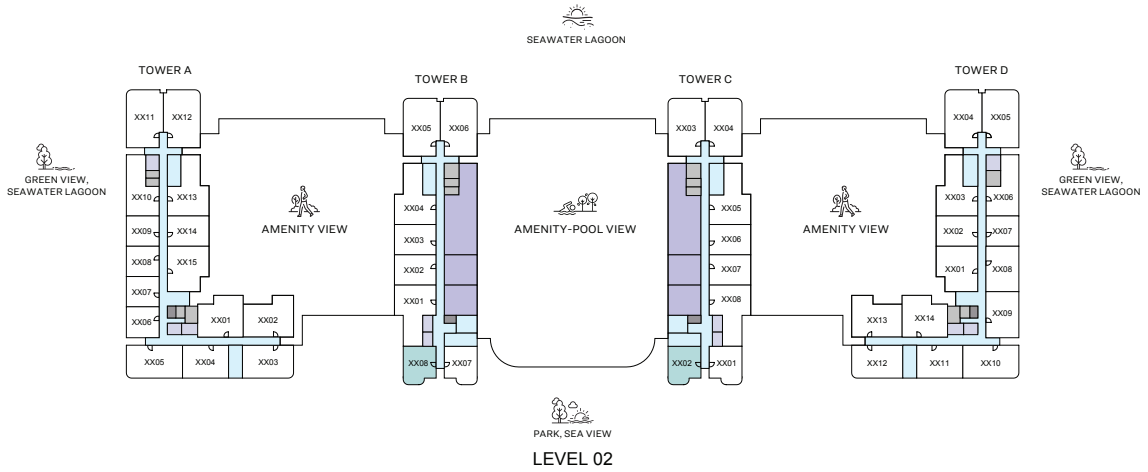 SEAWATER LAGOON
TOWER A
TOWER B
TOWER C
TOWER D
XX11
XX12
XX05
XX06
XX03
XX04
XX04
XX05
GREEN VIEW,
SEAWATER LAGOON
GREEN VIEW,
SEAWATER LAGOON
XX10
XX13
XX04
XX05
XX03
XX06
AMENITY VIEW
AMENITY-POOL VIEW
AMENITY VIEW
XX09
XX14
XX03
XX06
XX02
XX07
XX08
XX15
XX02
XX07
XX01
XX08
XX07
XX01
XX08
XX06
XX01
XX02
XX13
XX14
XX09
XX05
XX04
XX03
XX08
XX07
XX02
XX01
XX12
XX11
XX10
PARK, SEA VIEW
LEVEL 02